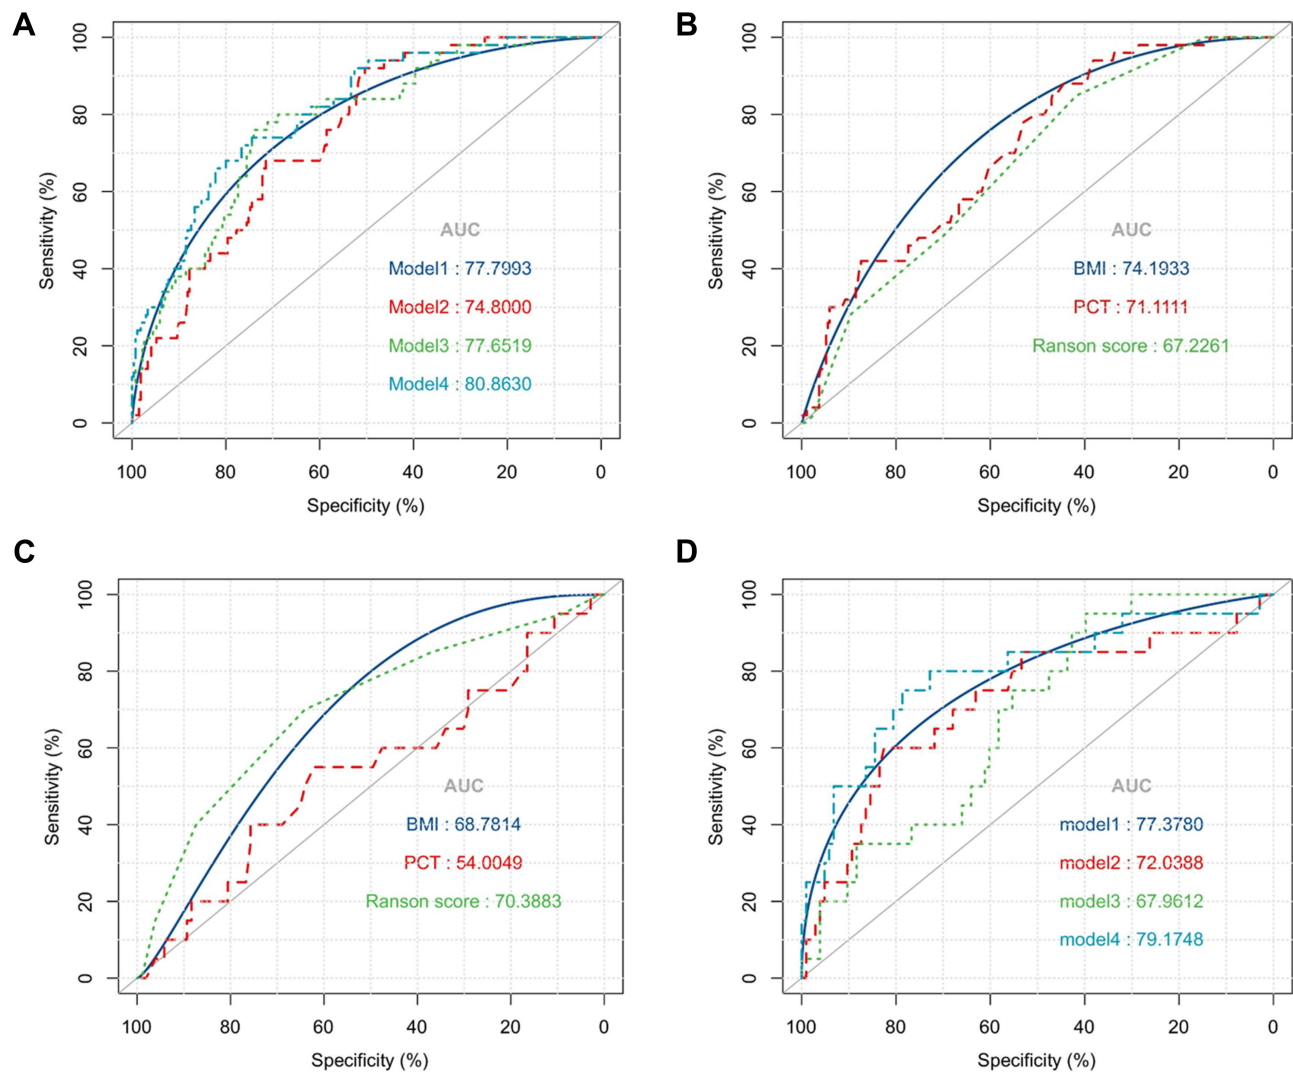 A
Sensitivity (%)
100
80
60
40
20
0
AUC
Model1 : 77.7993
Model2 : 74.8000
Model3 : 77.6519
Model4 : 80.8630
100 80 60 40 20 0
Specificity (%)
B
Sensitivity (%)
100
80
60
40
20
0
AUC
BMI : 74.1933
PCT : 71.1111
Ranson score : 67.2261
100 80 60 40 20 0
Specificity (%)
C
Sensitivity (%)
100
80
60
40
20
0
AUC
BMI : 68.7814
PCT : 54.0049
Ranson score : 70.3883
100 80 60 40 20 0
Specificity (%)
D
Sensitivity (%)
100
80
60
40
20
0
AUC
model1 : 77.3780
model2 : 72.0388
model3 : 67.9612
model4 : 79.1748
100 80 60 40 20 0
Specificity (%)